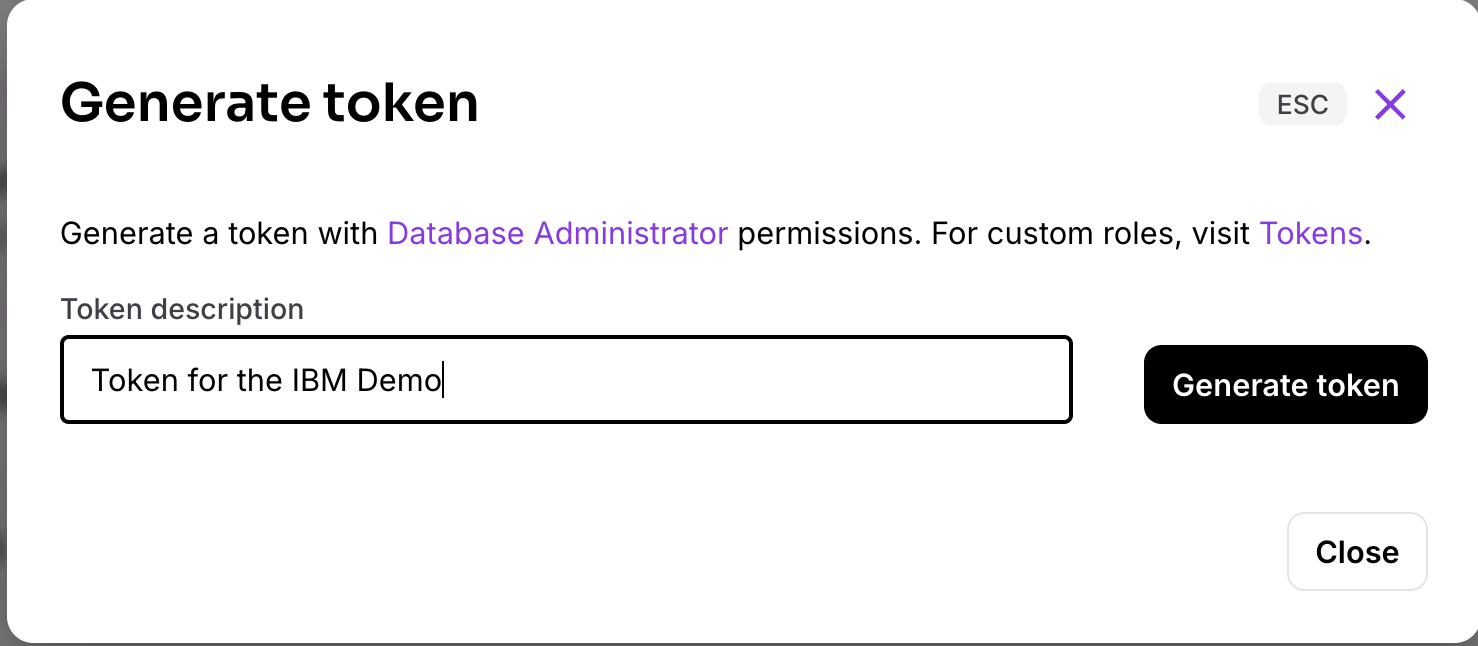 Generate token
ESC
Generate a token with Database Administrator permissions. For custom roles, visit Tokens.
Token description
Token for the IBM Demo
Generate token
Close